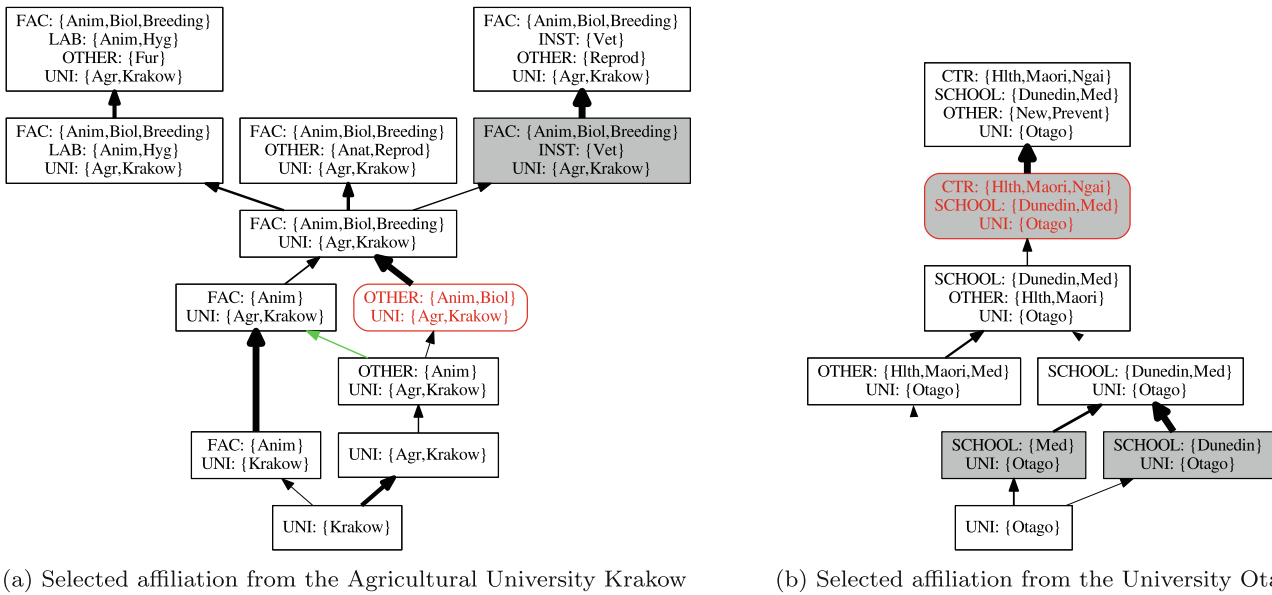 FAC: {Anim,Biol,Breeding}
LAB: {Anim,Hyg}
OTHER: {Fur}
UNI: {Agr,Krakow}
FAC: {Anim,Biol,Breeding}
INST: {Vet}
OTHER: {Reprod}
UNI: {Agr,Krakow}
FAC: {Anim,Biol,Breeding}
LAB: {Anim,Hyg}
UNI: {Agr,Krakow}
FAC: {Anim,Biol,Breeding}
OTHER: {Anat,Reprod}
UNI: {Agr,Krakow}
FAC: {Anim,Biol,Breeding}
INST: {Vet}
UNI: {Agr,Krakow}
FAC: {Anim,Biol,Breeding}
UNI: {Agr,Krakow}
FAC: {Anim}
UNI: {Agr,Krakow}
OTHER: {Anim,Biol}
UNI: {Agr,Krakow}
OTHER: {Anim}
UNI: {Agr,Krakow}
FAC: {Anim}
UNI: {Krakow}
UNI: {Agr,Krakow}
UNI: {Krakow}
(a) Selected affiliation from the Agricultural University Krakow
CTR: {Hlth,Maori,Ngai}
SCHOOL: {Dunedin,Med}
OTHER: {New,Prevent}
UNI: {Otago}
CTR: {Hlth,Maori,Ngai}
SCHOOL: {Dunedin,Med}
UNI: {Otago}
SCHOOL: {Dunedin,Med}
OTHER: {Hlth,Maori}
UNI: {Otago}
OTHER: {Hlth,Maori,Med}
UNI: {Otago}
SCHOOL: {Dunedin,Med}
UNI: {Otago}
SCHOOL: {Med}
UNI: {Otago}
SCHOOL: {Dunedin}
UNI: {Otago}
UNI: {Otago}
(b) Selected affiliation from the University Ota